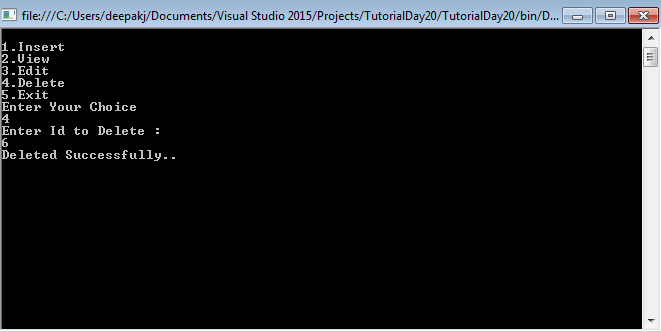 file:///C:/Users/deepakj/Documents/Visual Studio 2015/Projects/TutorialDay20/TutorialDay20/bin/D...
1.Insert
2.View
3.Edit
4.Delete
5.Exit
Enter Your Choice
4
Enter Id to Delete :
6
Deleted Successfully..